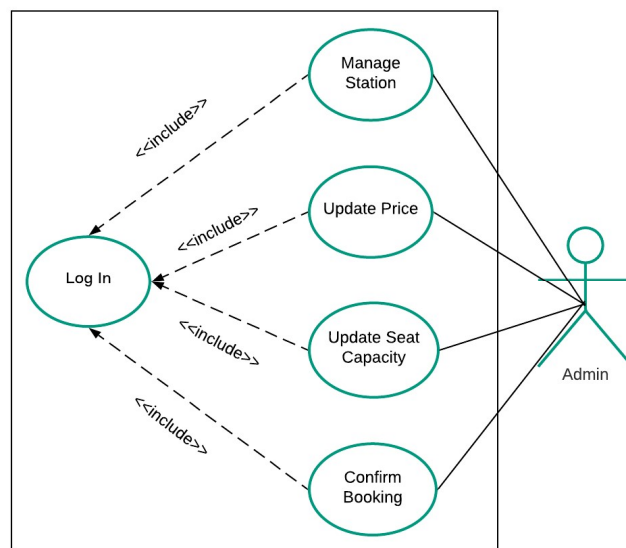 Manage
Station
<<include>>
Update Price
<<include>>
Log In
Update Seat
Capacity
<<include>>
Admin
<<include>>
Confirm
Booking